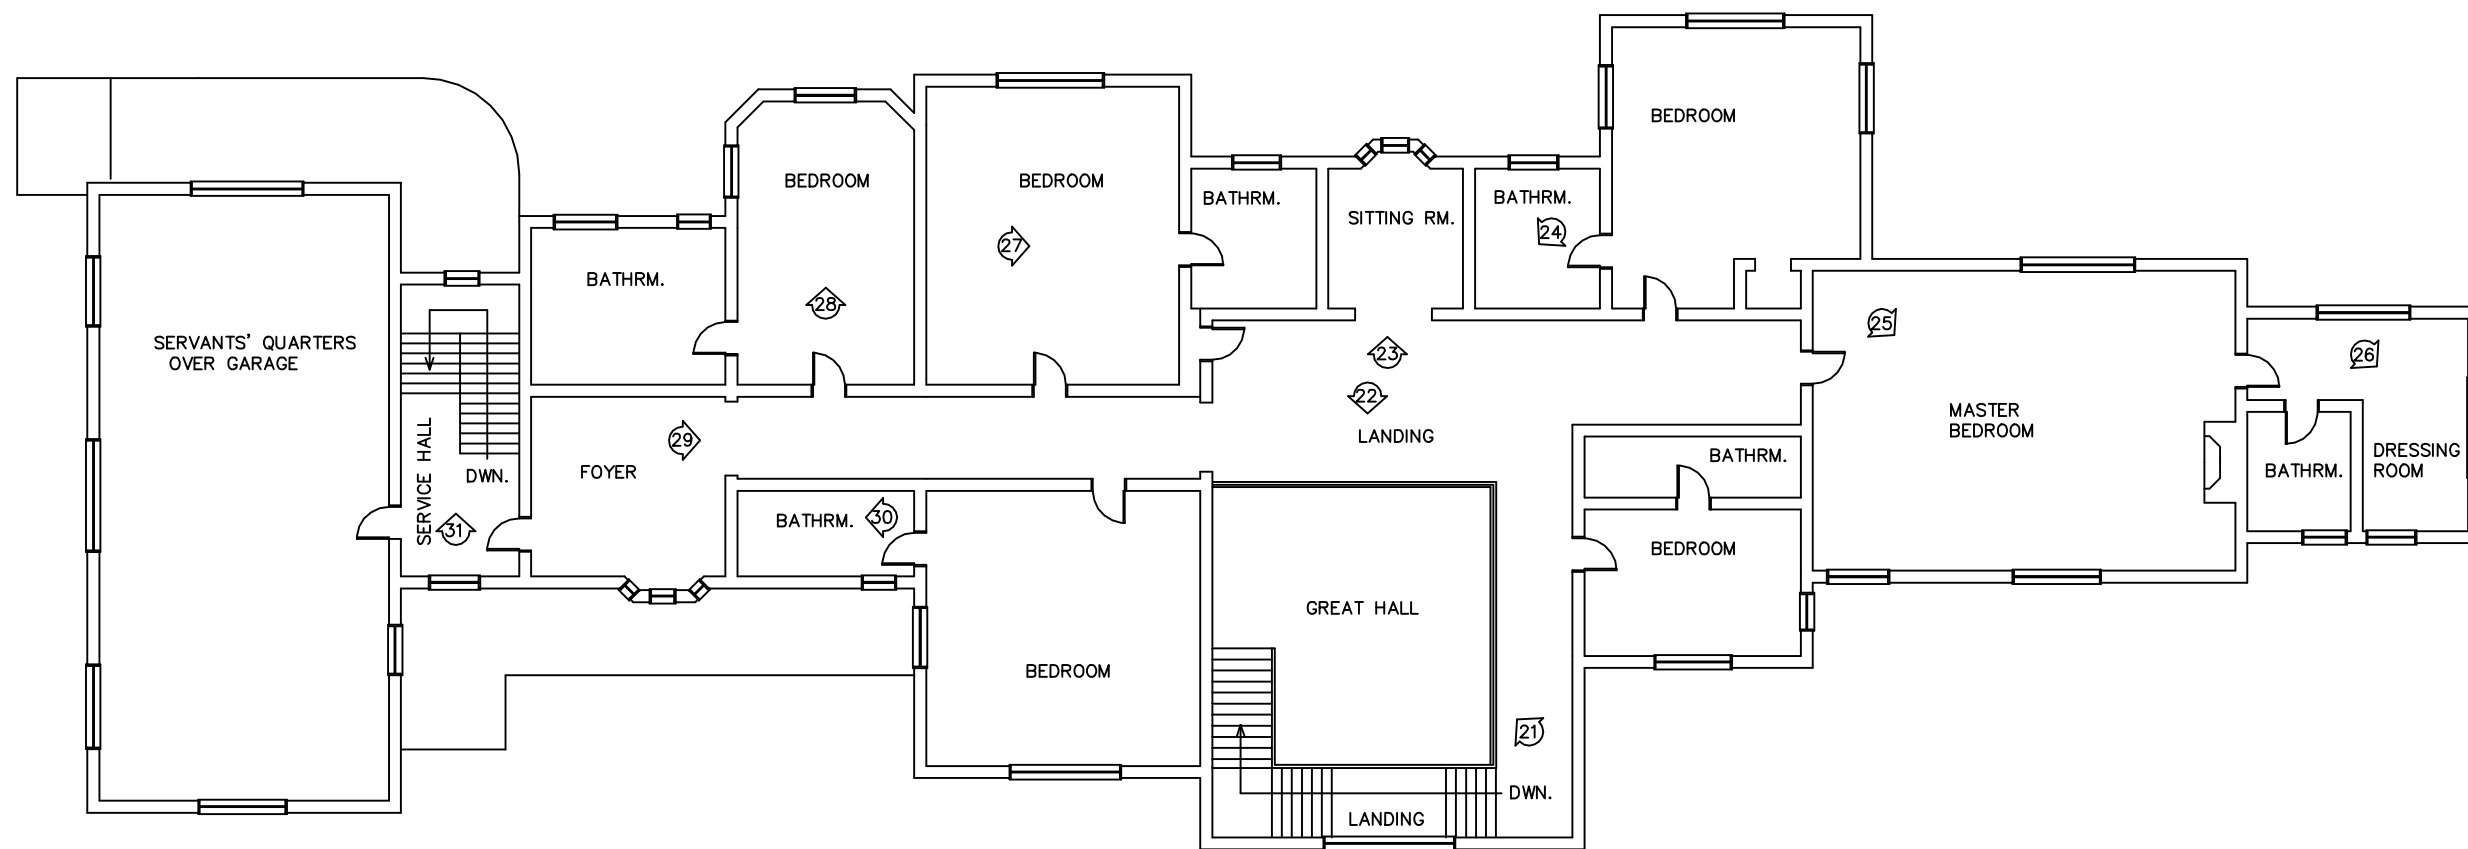 BEDROOM
BEDROOM
BEDROOM
BATHRM.
BATHRM.
SITTING RM.
24
27
BATHRM.
28
25
23
26
SERVANTS' QUARTERS
OVER GARAGE
22
MASTER
BEDROOM
LANDING
29
FOYER
SERVICE HALL
DWN.
BATHRM.
DRESSING
ROOM
BATHRM.
BATHRM.
30
31
BEDROOM
GREAT HALL
BEDROOM
21
DWN.
LANDING